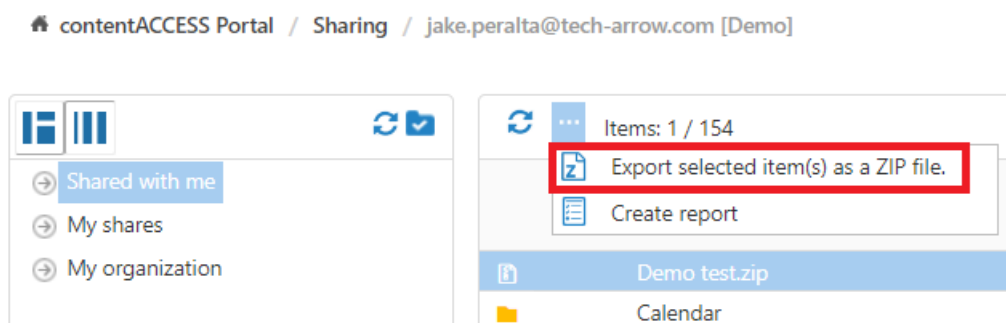 contentACCESS Portal / Sharing / jake.peralta@tech-arrow.com [Demo]
Items: 1 / 154
Shared with me
My shares
My organization
Export selected item(s) as a ZIP file.
Create report
Demo test.zip
Calendar